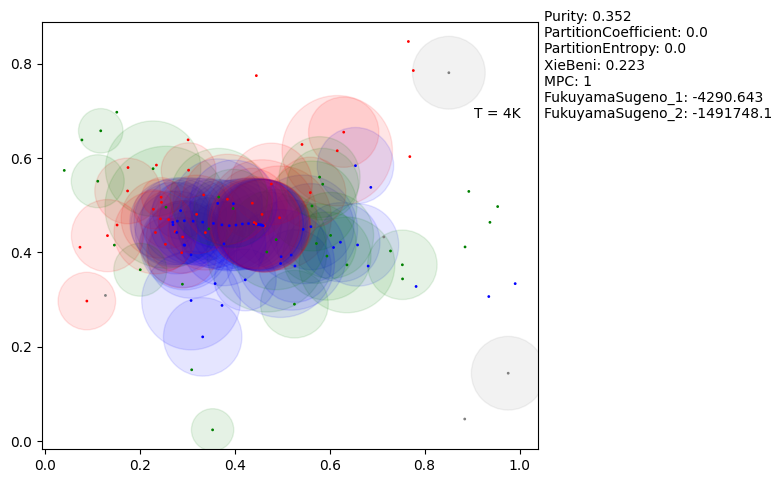 Purity: 0.352
PartitionCoefficient: 0.0
PartitionEntropy: 0.0
XieBeni: 0.223
MPC: 1
FukuyamaSugeno_1: -4290.643
FukuyamaSugeno_2: -1491748.1
T = 4K
0.8
0.6
0.4
0.2
0.0
0.0 0.2 0.4 0.6 0.8 1.0